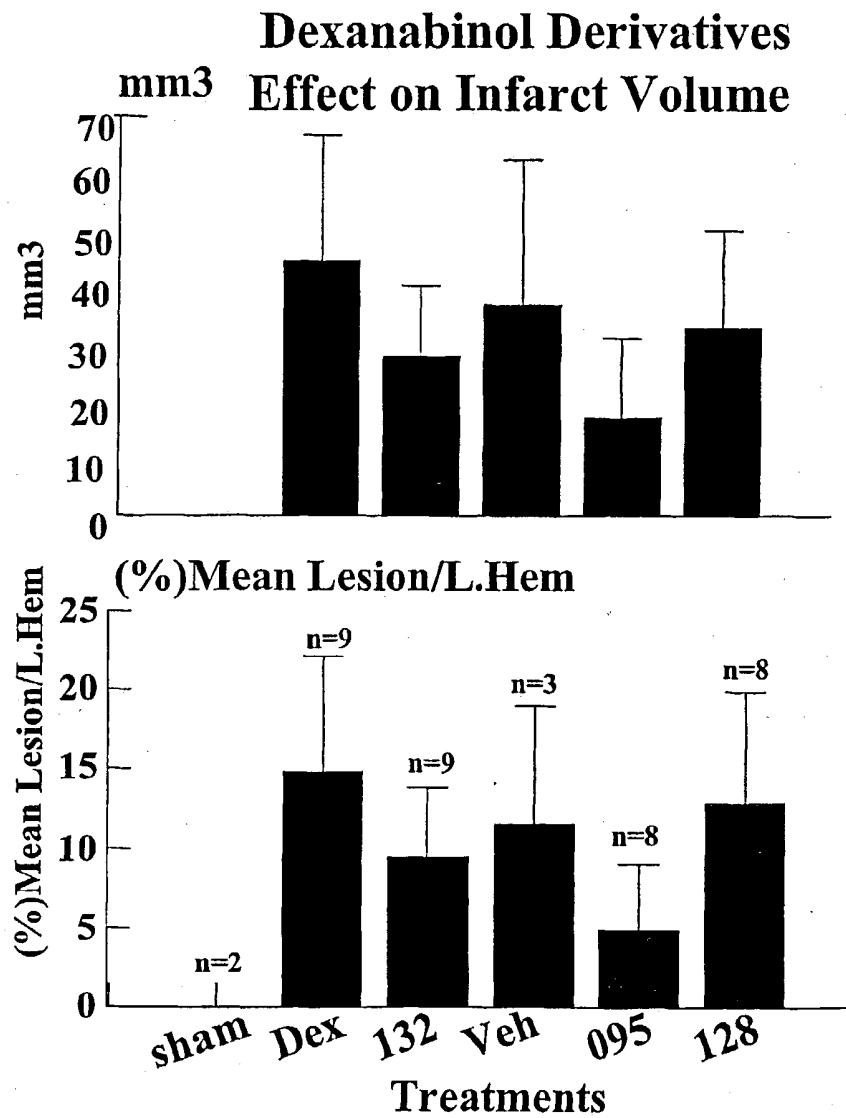 Dexanabinol Derivatives
Effect on Infarct Volume
mm3
mm3
70
60
50
40
30
20
10
0
(%)Mean Lesion/L.Hem
(%)Mean Lesion/L.Hem
25
20
15
10
5
0
n=2
n=9
n=9
n=3
n=8
n=8
sham
Dex
132
Veh
095
128
Treatments